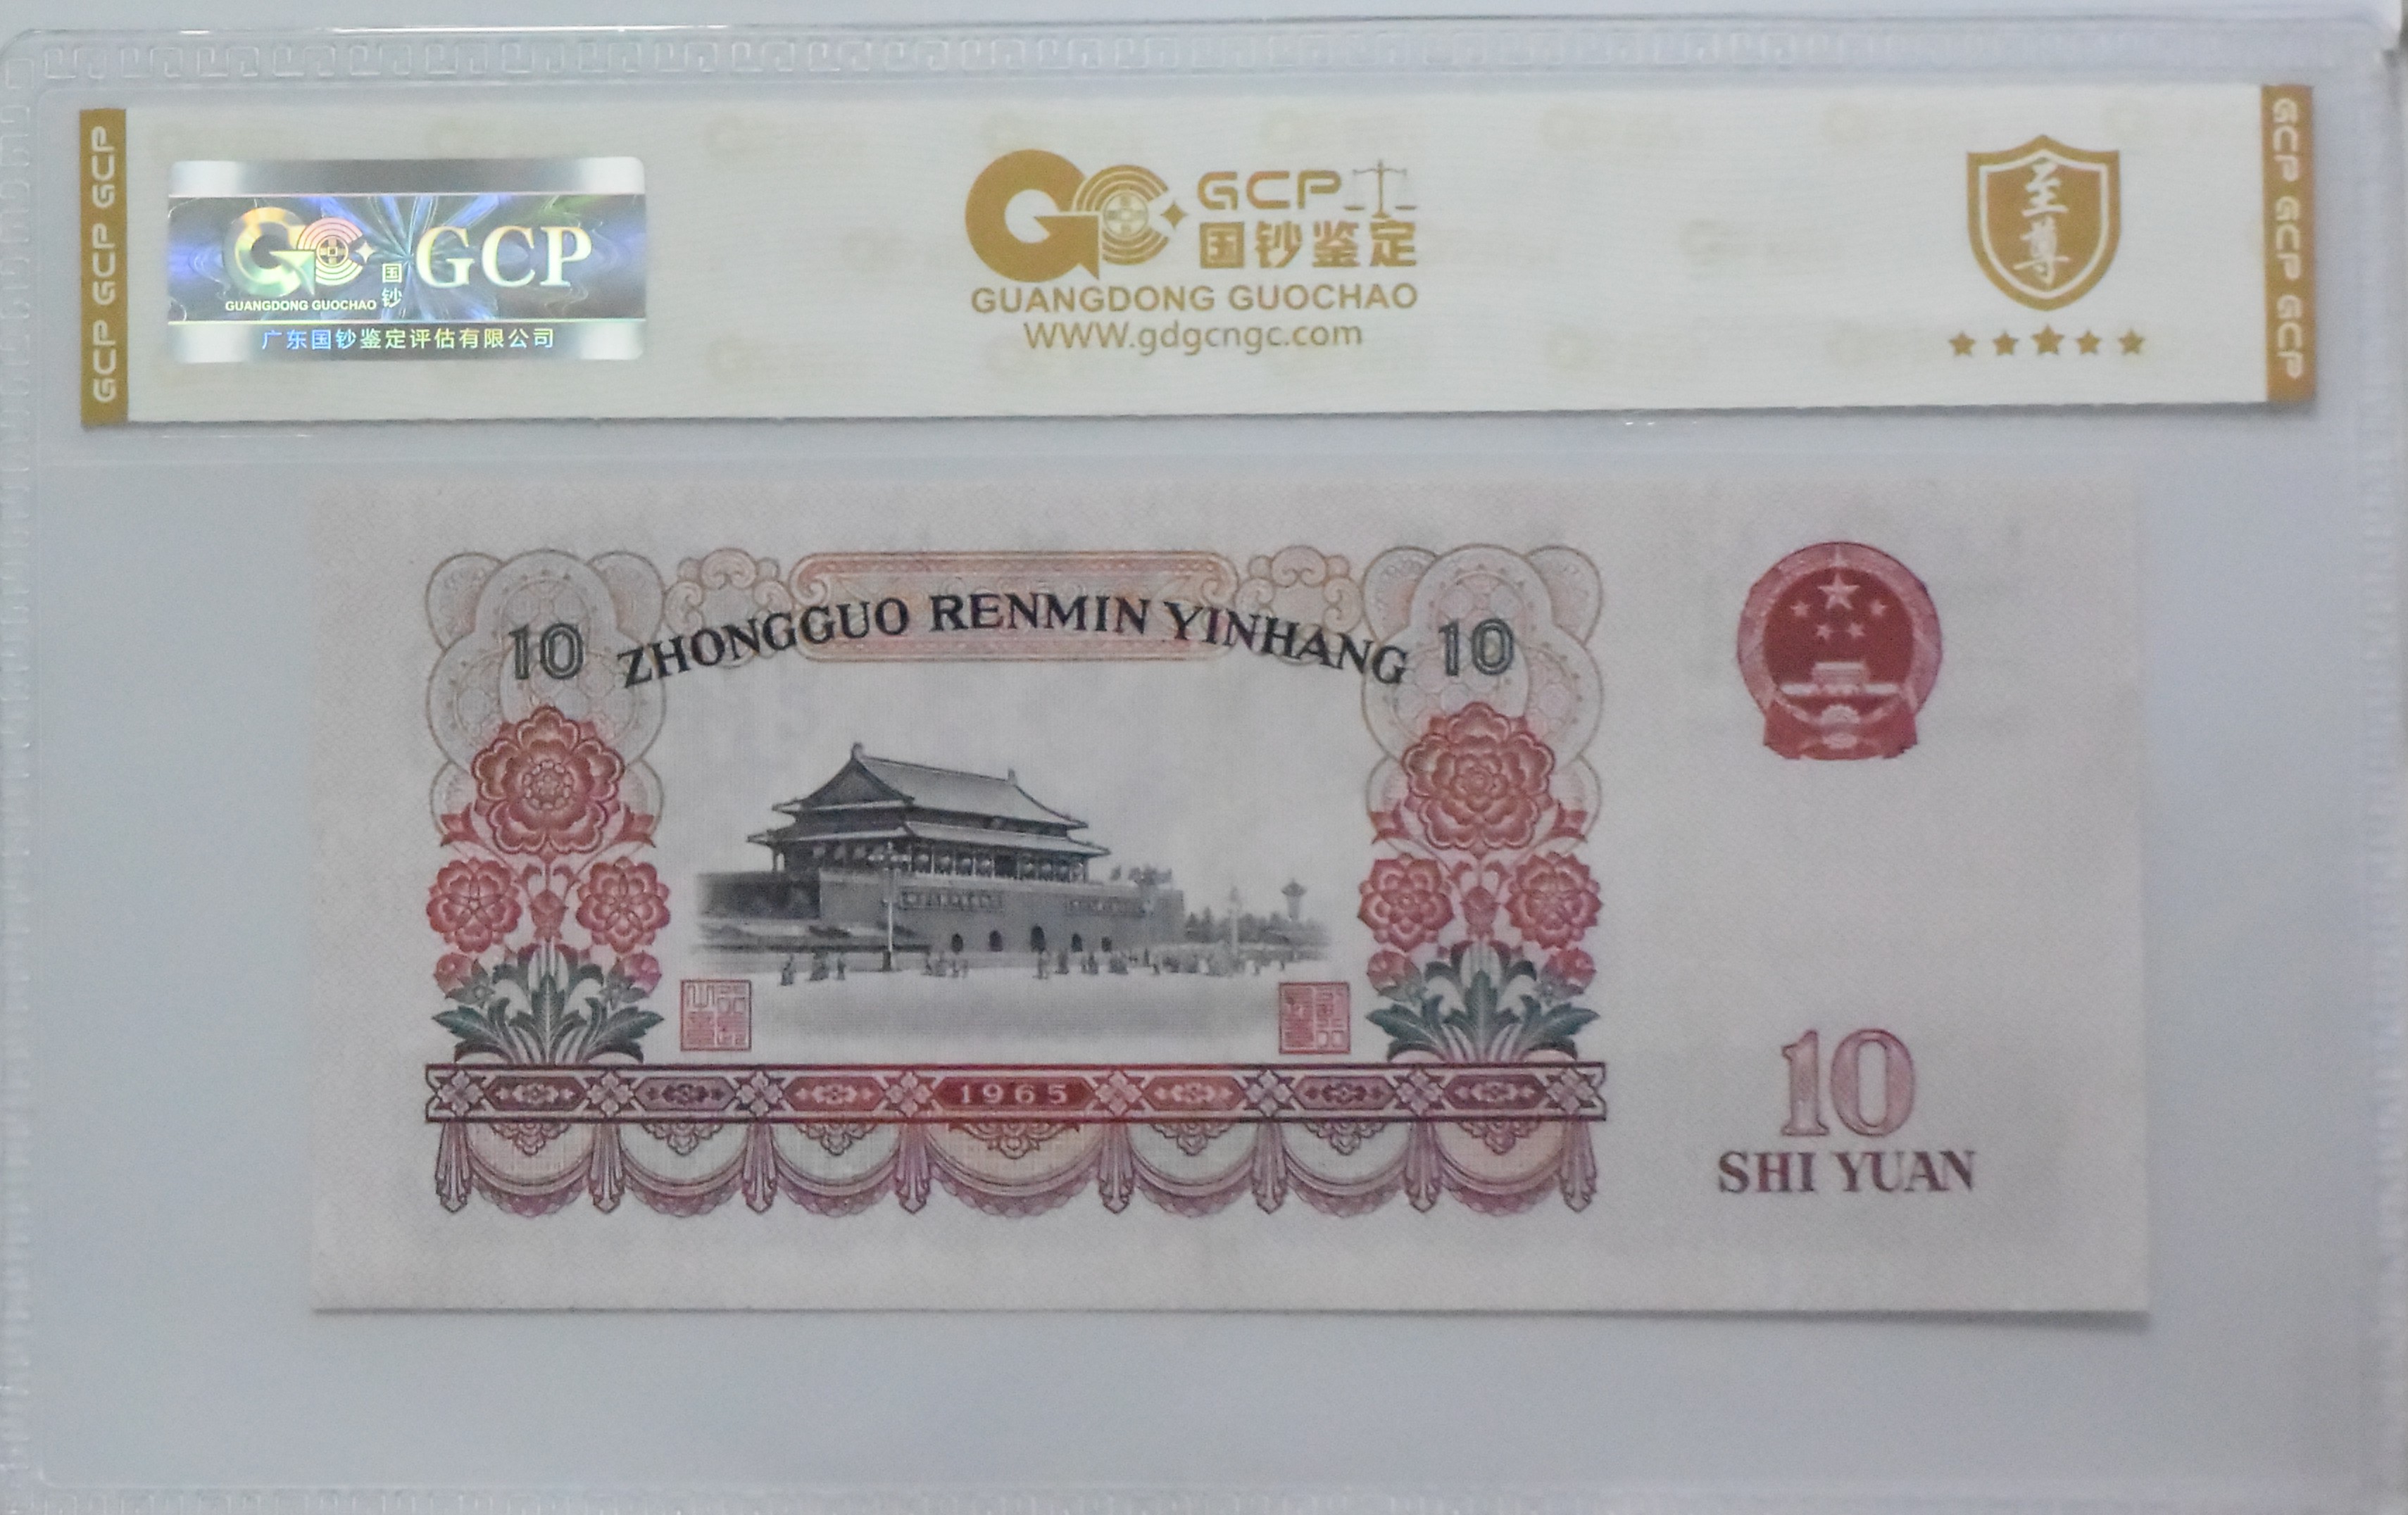 GCP GCP GCP
GCP
国
钞
GUANGDONG GUOCHAO
广东国钞鉴定评估有限公司
GCP
国钞鉴定
GUANGDONG GUOCHAO
WWW.gdgcngc.com
至
尊
GCP GCP GCP
10 ZHONGGUO RENMIN YINHANG 10
1965
10
SHI YUAN